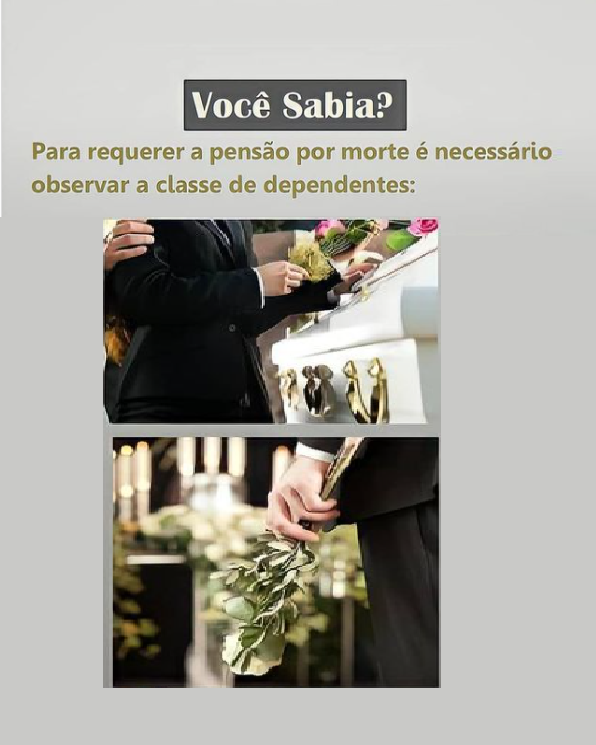 Você Sabia?
Para requerer a pensão por morte é necessário
observar a classe de dependentes: